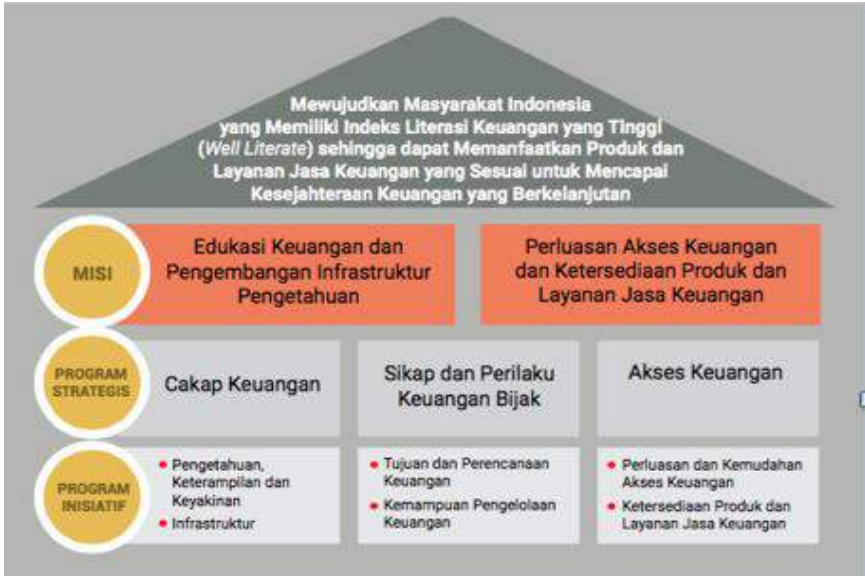 Mewujudkan Masyarakat Indonesia
yang Memiliki Indeks Literasi Keuangan yang Tinggi
(Well Literate) sehingga dapat Memanfaatkan Produk dan
Layanan Jasa Keuangan yang Sesuai untuk Mencapai
Kesejahteraan Keuangan yang Berkelanjutan
MISI
Edukasi Keuangan dan
Pengembangan Infrastruktur
Pengetahuan
Perluasan Akses Keuangan
dan Ketersediaan Produk dan
Layanan Jasa Keuangan
PROGRAM
STRATEGIS
Cakap Keuangan
Sikap dan Perilaku
Keuangan Bijak
Akses Keuangan
PROGRAM
INISIATIF
• Pengetahuan,
Keterampilan dan
Keyakinan
• Infrastruktur
• Tujuan dan Perencanaan
Keuangan
• Kemampuan Pengelolaan
Keuangan
• Perluasan dan Kemudahan
Akses Keuangan
• Ketersediaan Produk dan
Layanan Jasa Keuangan